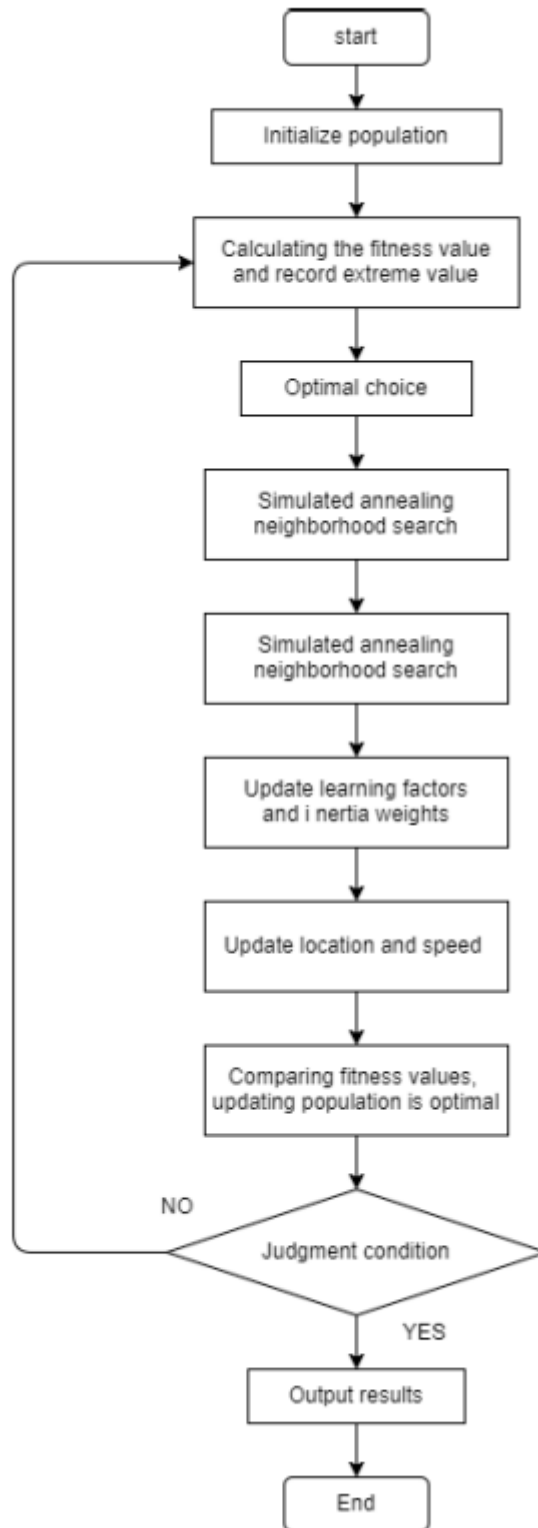 start
Initialize population
Calculating the fitness value
and record extreme value
Optimal choice
Simulated annealing
neighborhood search
Simulated annealing
neighborhood search
Update learning factors
and i nertia weights
Update location and speed
Comparing fitness values,
updating population is optimal
NO
Judgment condition
YES
Output results
End